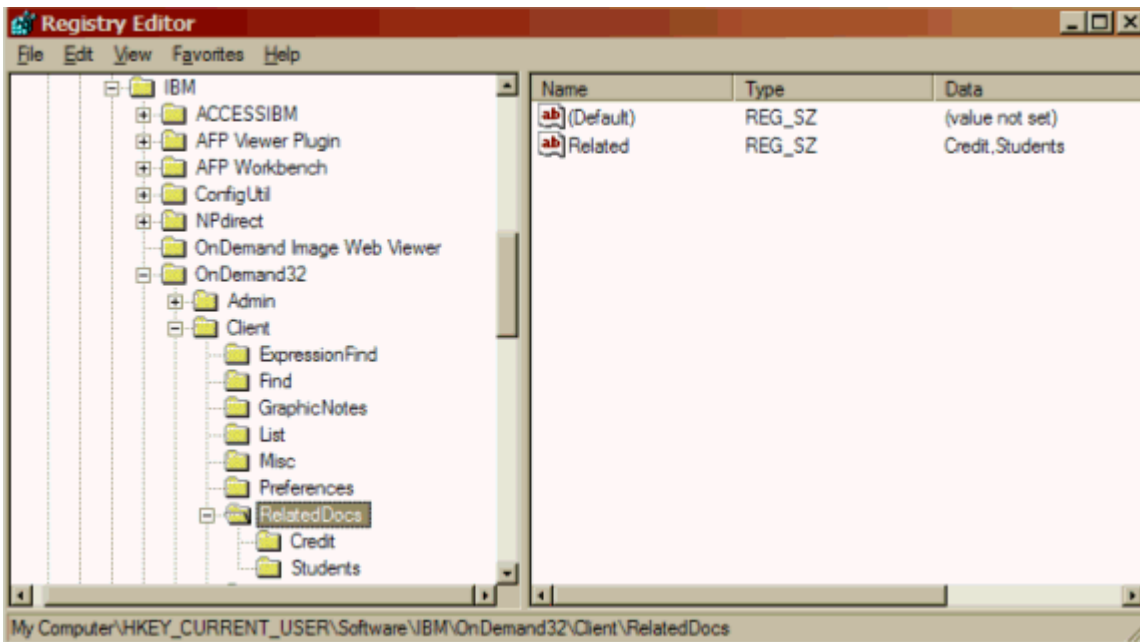 Registry Editor
File Edit View Favorites Help
IBM
ACCESSIBM
AFP Viewer Plugin
AFP Workbench
ConfigUtil
NPdirect
OnDemand Image Web Viewer
OnDemand32
Admin
Client
ExpressionFind
Find
GraphicNotes
List
Misc
Preferences
RelatedDocs
Credit
Students
Name Type Data
ab (Default) REG_SZ (value not set)
ab Related REG_SZ Credit,Students
My Computer\HKEY_CURRENT_USER\Software\IBM\OnDemand32\Client\RelatedDocs